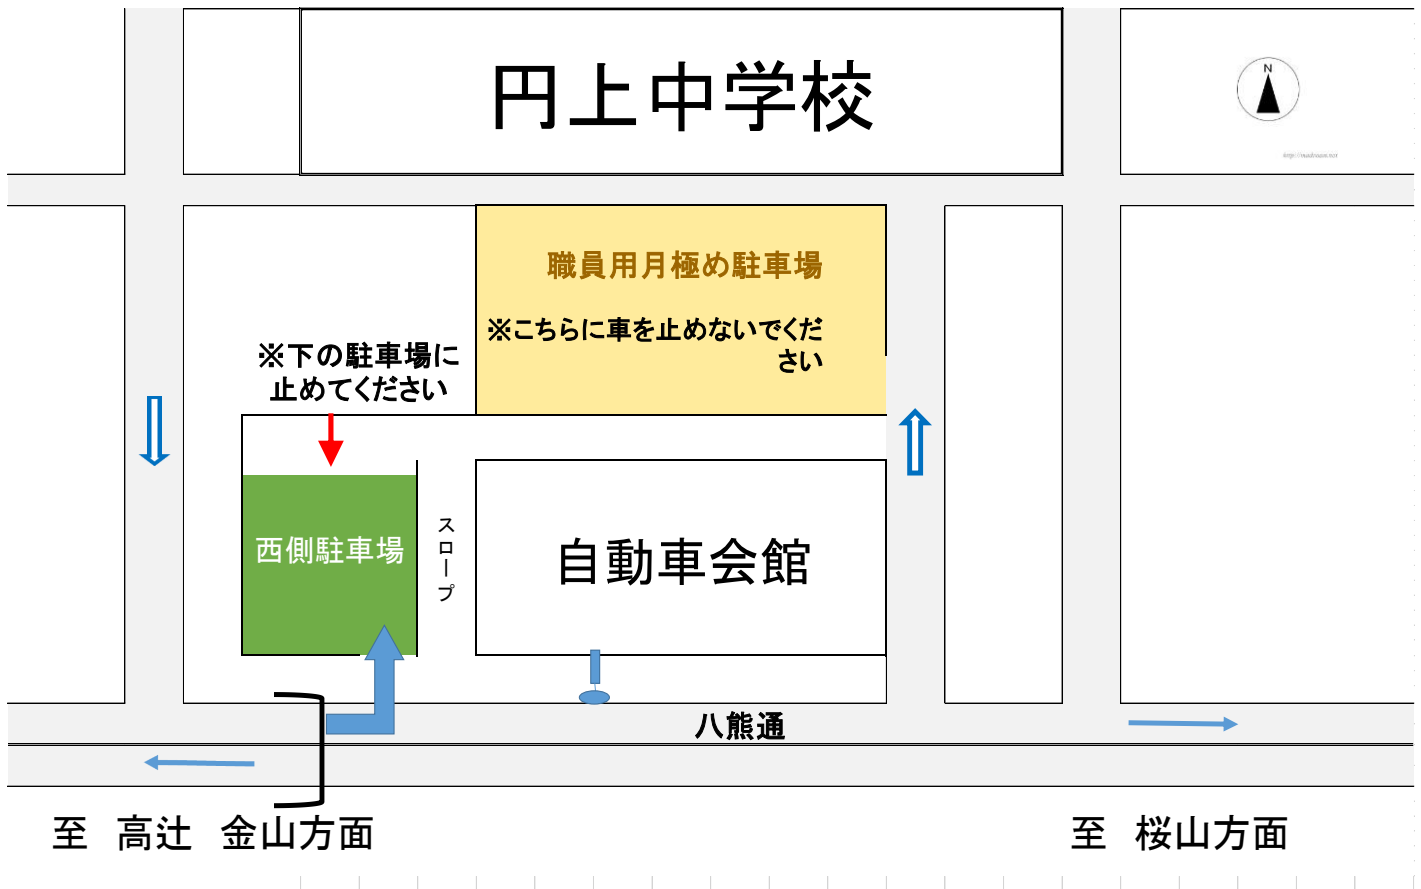 円上中学校
N
http://madreasun.net
職員用月極め駐車場
※こちらに車を止めないでくだ
さい
※下の駐車場に
止めてください
西側駐車場
スロープ
自動車会館
八熊通
至　高辻　金山方面
至　桜山方面